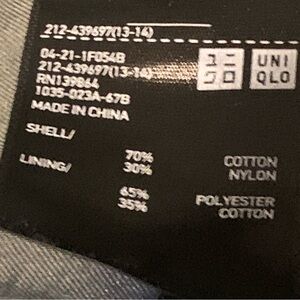 212-439697(13-14)
04-21-1F054B
212-439697(13-14)
RN139864
1035-023A-67B
MADE IN CHINA
ユニ
クロ
UNI
QLO
SHELL/
70% COTTON
30% NYLON
LINING/
65% POLYESTER
35% COTTON